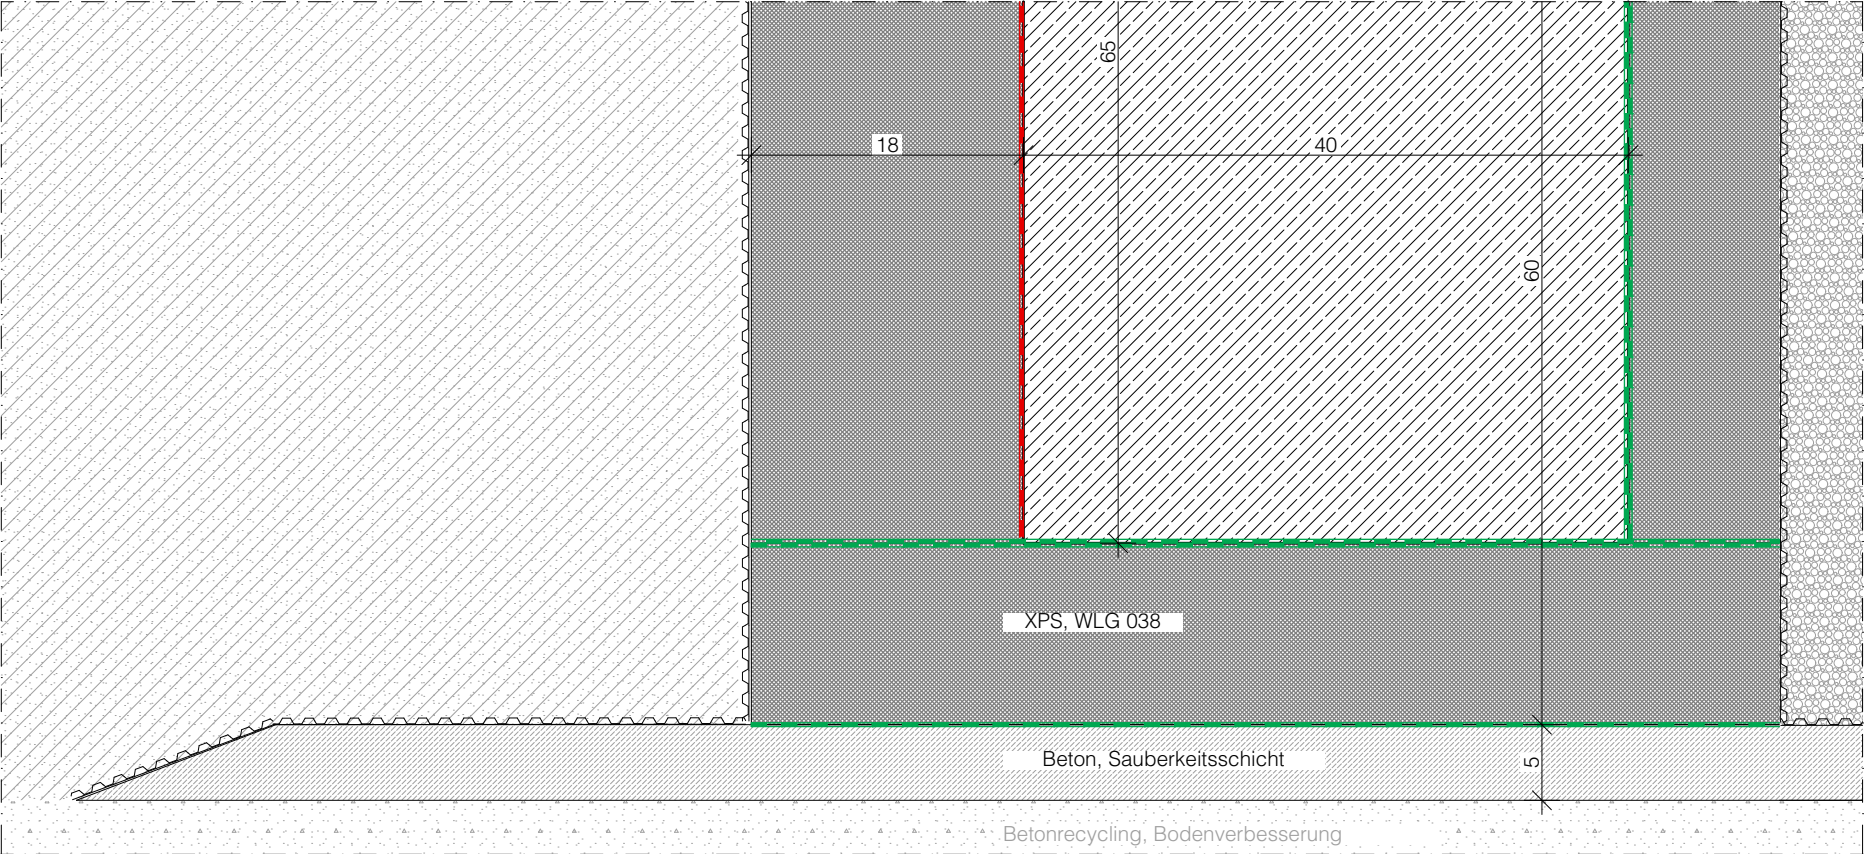 65
18
40
60
XPS, WLG 038
Beton, Sauberkeitsschicht
5
Betonrecycling, Bodenverbesserung